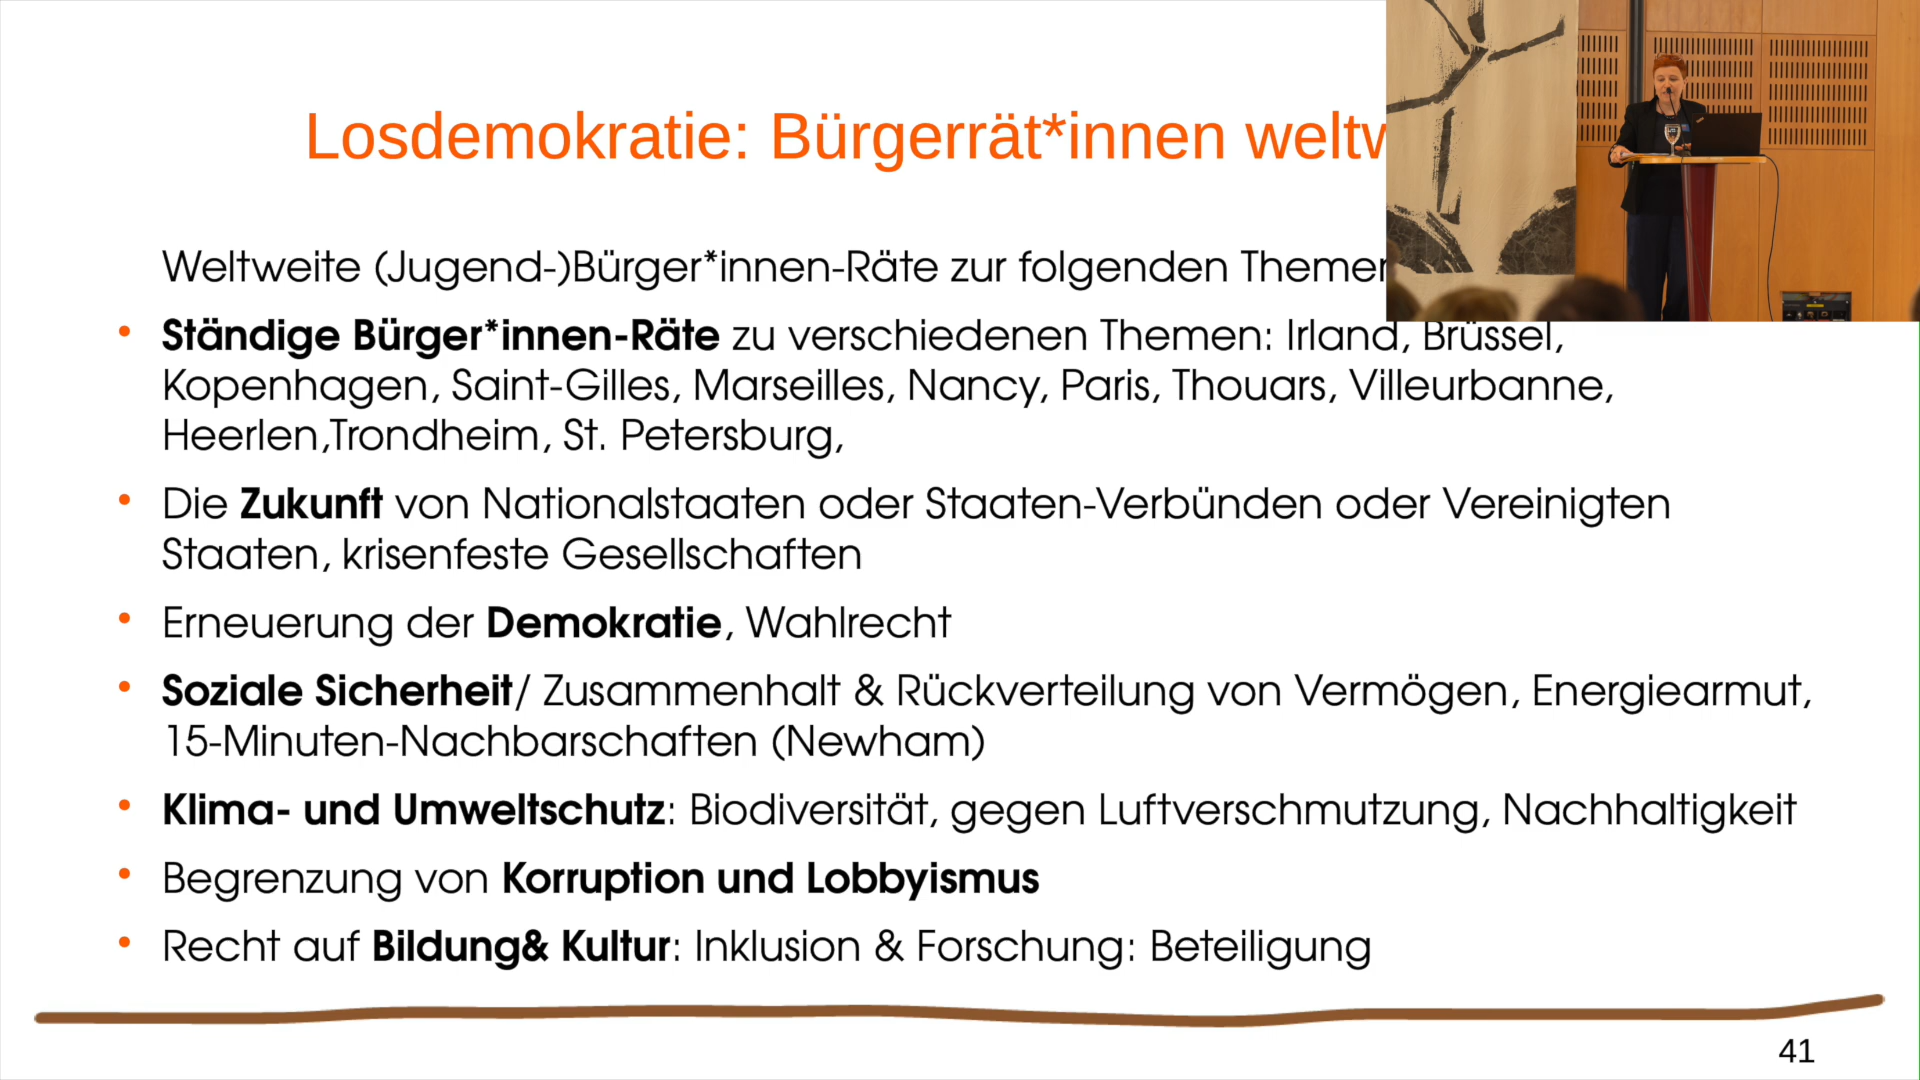 Losdemokratie: Bürgerrät*innen
Weltweite (Jugend-)Bürger*innen-Räte zur folgenden
Ständige Bürger*innen-Räte zu verschiedenen Themen: Irland, Brüssel,
Kopenhagen, Saint-Gilles, Marseilles, Nancy, Paris, Thouars, Villeurbanne,
Heerlen,Trondheim, St. Petersburg,
Die Zukunft von Nationalstaaten oder Staaten-Verbünden oder Vereinigten
Staaten, krisenfeste Gesellschaften
Erneuerung der Demokratie, Wahlrecht
Soziale Sicherheit/ Zusammenhalt & Rückverteilung von Vermögen, Energiearmut,
15-Minuten-Nachbarschaften (Newham)
Klima- und Umweltschutz: Biodiversität, gegen Luftverschmutzung, Nachhaltigkeit
Begrenzung von Korruption und Lobbyismus
Recht auf Bildung& Kultur: Inklusion & Forschung: Beteiligung
41